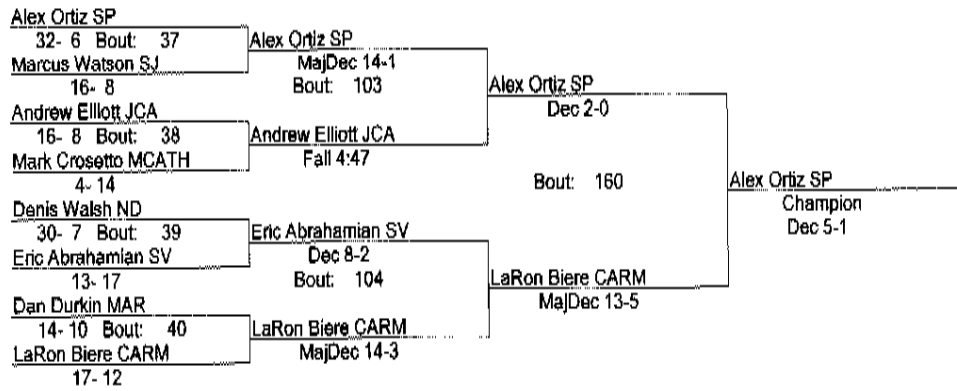 Alex Ortiz SP
32- 6 Bout: 37
Marcus Watson SJ
16- 8
Andrew Elliott JCA
16- 8 Bout: 38
Mark Crosetto MCATH
4- 14
Denis Walsh ND
30- 7 Bout: 39
Eric Abrahamian SV
13- 17
Dan Durkin MAR
14- 10 Bout: 40
LaRon Biere CARM
17- 12
Alex Ortiz SP
MajDec 14-1
Bout: 103
Andrew Elliott JCA
Fall 4:47
Eric Abrahamian SV
Dec 8-2
Bout: 104
LaRon Biere CARM
MajDec 14-3
Alex Ortiz SP
Dec 2-0
Bout: 160
LaRon Biere CARM
MajDec 13-5
Alex Ortiz SP
Champion
Dec 5-1